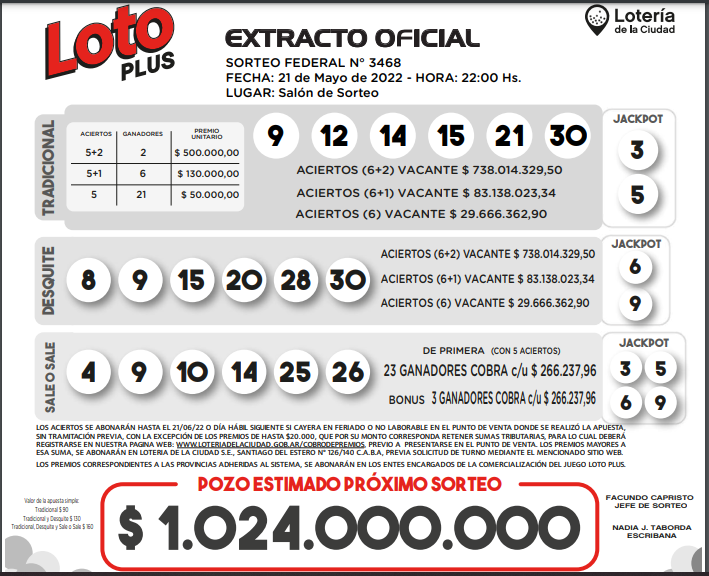 Loto
PLUS
EXTRACTO OFICIAL
SORTEO FEDERAL N° 3468
FECHA: 21 de Mayo de 2022 - HORA: 22:00 Hs.
LUGAR: Salón de Sorteo
Lotería
de la Ciudad
TRADICIONAL
ACIERTOS GANADORES PREMIO UNITARIO
5+2 2 $ 500.000,00
5+1 6 $ 130.000,00
5 21 $ 50.000,00
9 12 14 15 21 30
ACIERTOS (6+2) VACANTE $ 738.014.329,50
ACIERTOS (6+1) VACANTE $ 83.138.023,34
ACIERTOS (6) VACANTE $ 29.666.362,90
JACKPOT
3
5
DESQUITE
8 9 15 20 28 30
ACIERTOS (6+2) VACANTE $ 738.014.329,50
ACIERTOS (6+1) VACANTE $ 83.138.023,34
ACIERTOS (6) VACANTE $ 29.666.362,90
JACKPOT
6
9
SALE O SALE
4 9 10 14 25 26
DE PRIMERA (CON 5 ACIERTOS)
23 GANADORES COBRA c/u $ 266.237,96
BONUS 3 GANADORES COBRA c/u $ 266.237,96
JACKPOT
3 5
6 9
LOS ACIERTOS SE ABONARÁN HASTA EL 21/06/22 O DÍA HÁBIL SIGUIENTE SI CAYERA EN FERIADO O NO LABORABLE EN EL PUNTO DE VENTA DONDE SE REALIZÓ LA APUESTA,
SIN TRAMITACIÓN PREVIA, CON LA EXCEPCIÓN DE LOS PREMIOS DE HASTA $20.000, QUE POR SU MONTO CORRESPONDA RETENER SUMAS TRIBUTARIAS, PARA LO CUAL DEBERÁ
REGISTRARSE EN NUESTRA PAGINA WEB: WWW.LOTERIADELACIUDAD.GOB.AR/COBRODEPREMIOS, PREVIO A PRESENTARSE EN EL PUNTO DE VENTA. LOS PREMIOS MAYORES A
ESA SUMA, SE ABONARÁN EN LOTERIA DE LA CIUDAD S.E., SANTIAGO DEL ESTERO N° 126/140 C.A.B.A, PREVIA SOLICITUD DE TURNO MEDIANTE EL MENCIONADO SITIO WEB.
LOS PREMIOS CORRESPONDIENTES A LAS PROVINCIAS ADHERIDAS AL SISTEMA, SE ABONARÁN EN LOS ENTES ENCARGADOS DE LA COMERCIALIZACIÓN DEL JUEGO LOTO PLUS.
POZO ESTIMADO PRÓXIMO SORTEO
$ 1.024.000.000
Valor de la apuesta simple:
Tradicional $ 90
Tradicional y Desquite $ 130
Tradicional, Desquite y Sale o Sale $ 160
FACUNDO CAPRISTO
JEFE DE SORTEO
NADIA J. TABORDA
ESCRIBANA